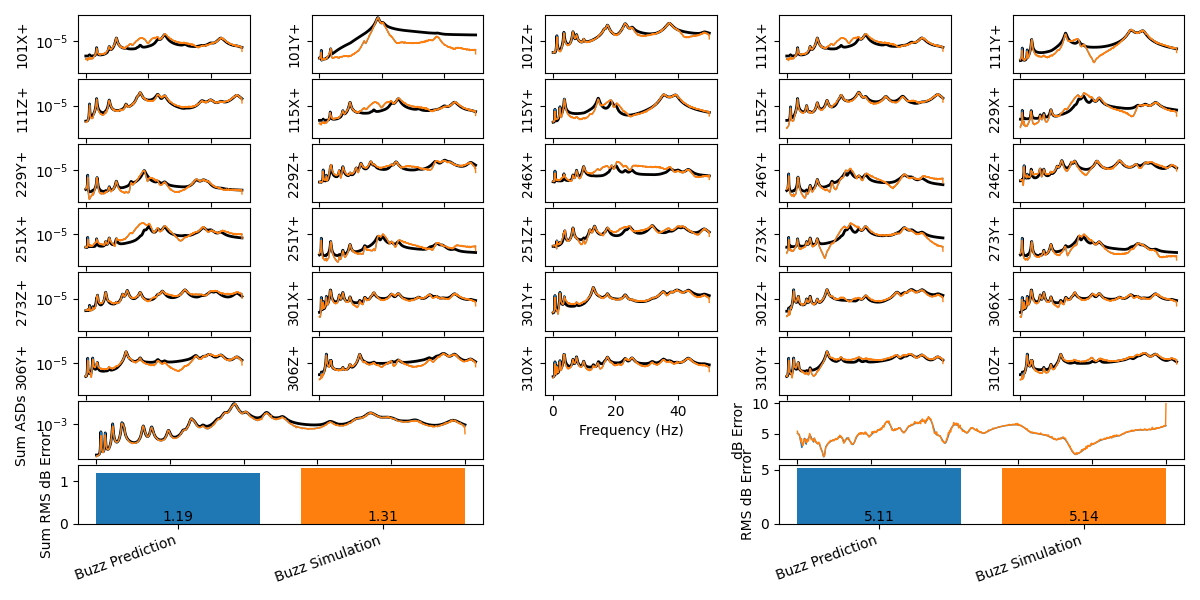 101X+
10⁻⁵
101Y+
101Z+
111X+
111Y+
111Z+
10⁻⁵
115X+
115Y+
115Z+
229X+
229Y+
10⁻⁵
229Z+
246X+
246Y+
246Z+
251X+
10⁻⁵
251Y+
251Z+
273X+
273Y+
273Z+
10⁻⁵
301X+
301Y+
301Z+
306X+
306Y+
10⁻⁵
306Z+
310X+
310Y+
310Z+
0 20 40
Frequency (Hz)
Sum ASDs
10⁻³
dB Error
10
5
Sum RMS dB Error
1
0
1.19
1.31
Buzz Prediction
Buzz Simulation
RMS dB Error
5
0
5.11
5.14
Buzz Prediction
Buzz Simulation